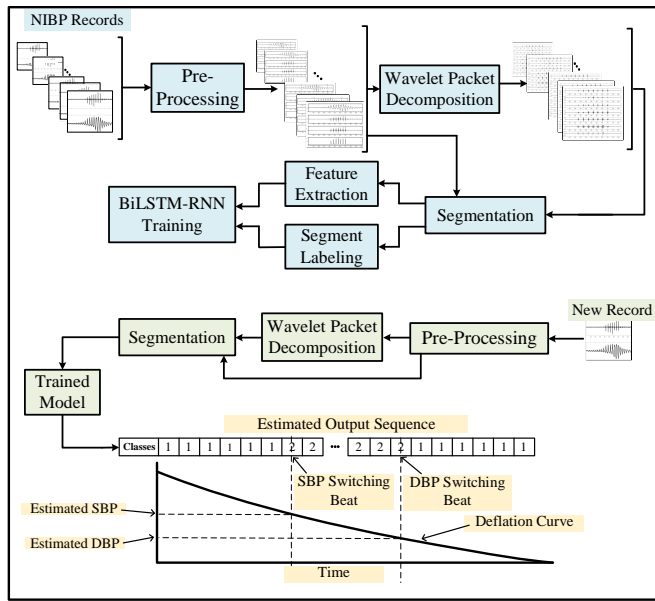 NIBP Records
Pre-
Processing
Wavelet Packet
Decomposition
Feature
Extraction
BiLSTM-RNN
Training
Segmentation
Segment
Labeling
New Record
Segmentation
Wavelet Packet
Decomposition
Pre-Processing
Trained
Model
Estimated Output Sequence
Classes 1 1 1 1 1 1 2 2 ... 2 2 2 1 1 1 1 1 1 1
SBP Switching
Beat
DBP Switching
Beat
Estimated SBP
Deflation Curve
Estimated DBP
Time